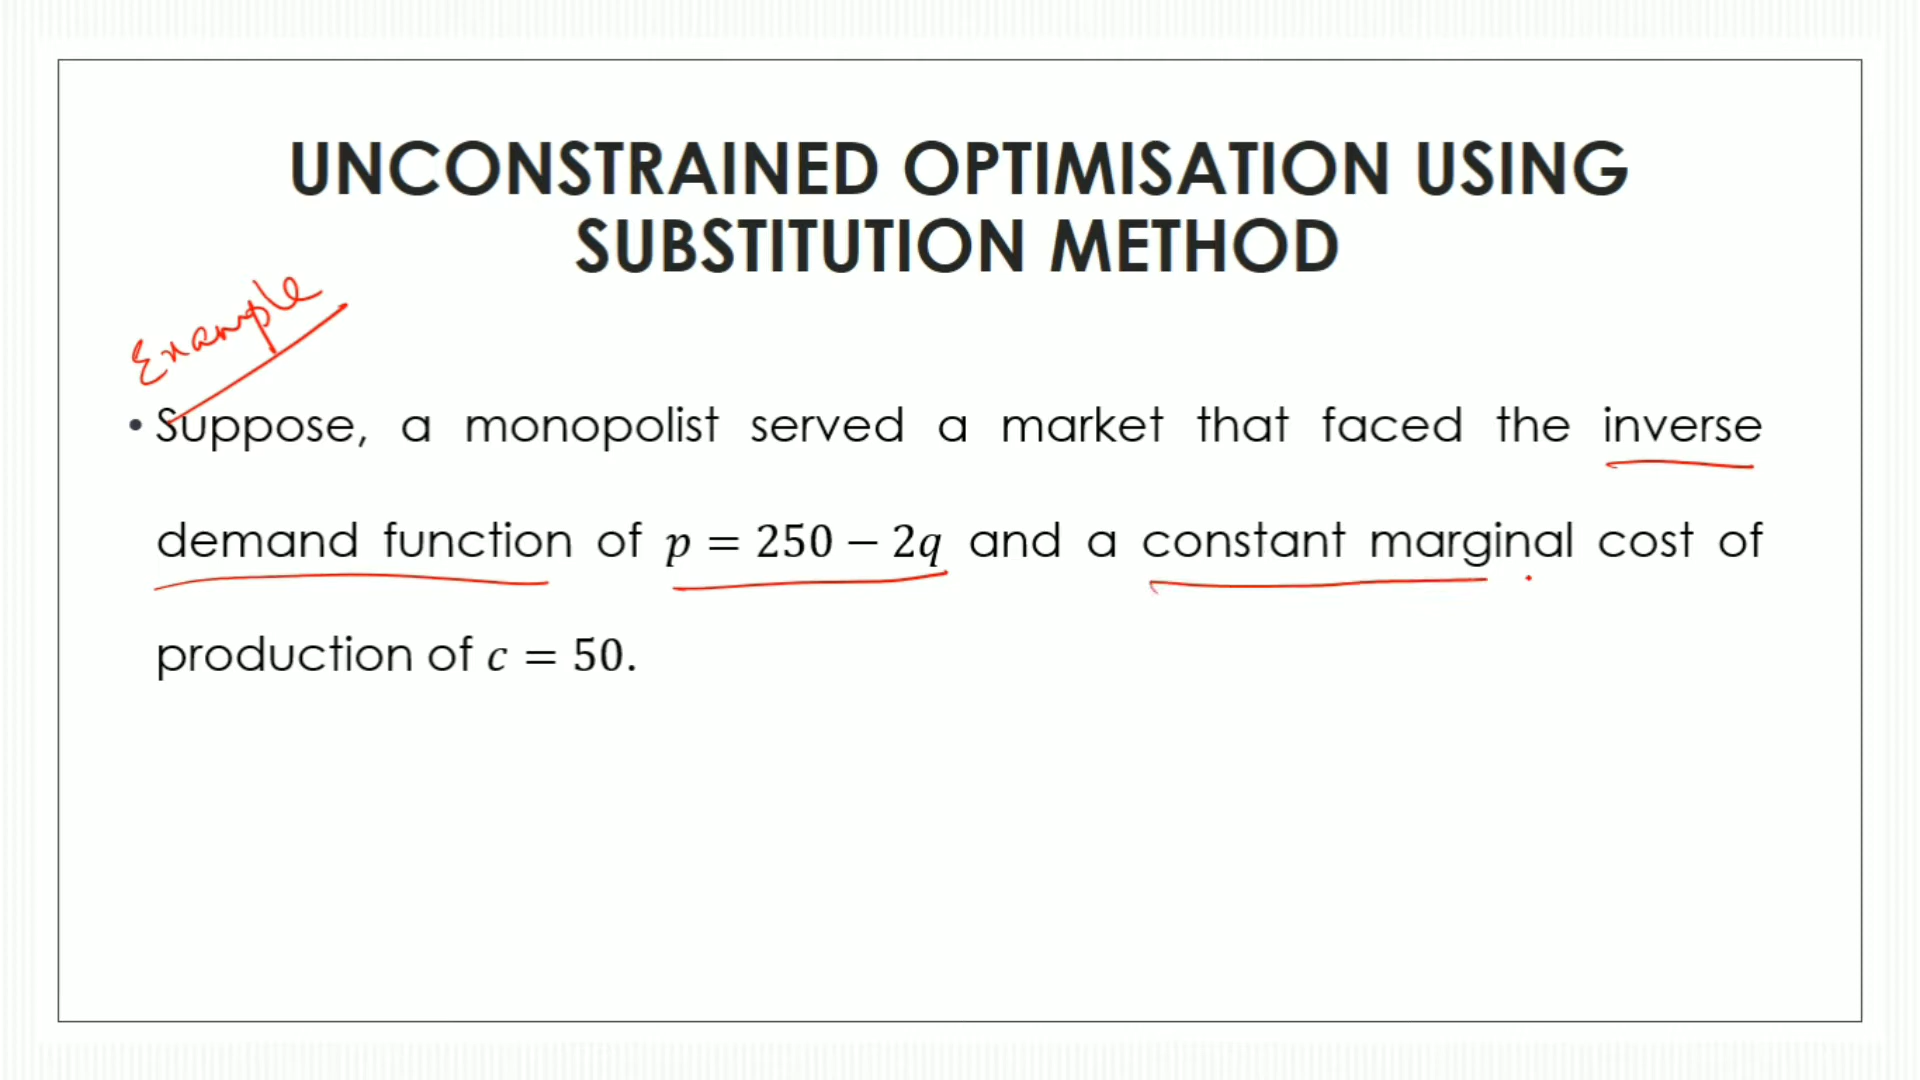 UNCONSTRAINED OPTIMISATION USING
SUBSTITUTION METHOD
Example
• Suppose, a monopolist served a market that faced the inverse
demand function of p = 250 − 2q and a constant marginal cost of
production of c = 50.